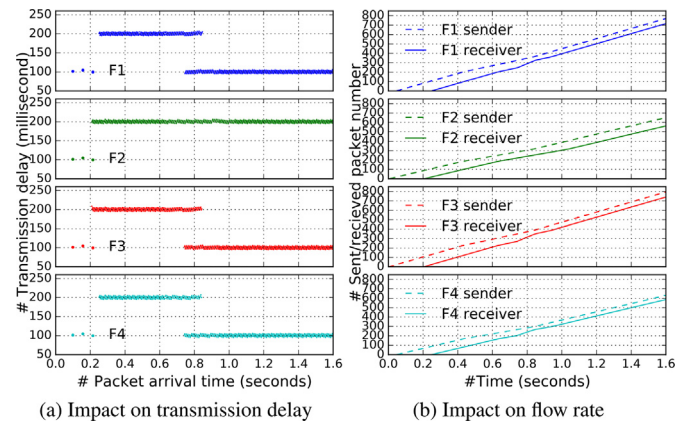 # Transmission delay (millisecond)
250
200
150
100
50
F1
250
200
150
100
50
F2
250
200
150
100
50
F3
250
200
150
100
50
F4
0.0 0.2 0.4 0.6 0.8 1.0 1.2 1.4 1.6
# Packet arrival time (seconds)
(a) Impact on transmission delay
# Sent/recieved packet number
800
700
600
500
400
300
200
100
0
F1 sender
F1 receiver
800
700
600
500
400
300
200
100
0
F2 sender
F2 receiver
800
700
600
500
400
300
200
100
0
F3 sender
F3 receiver
800
700
600
500
400
300
200
100
0
F4 sender
F4 receiver
0.0 0.2 0.4 0.6 0.8 1.0 1.2 1.4 1.6
#Time (seconds)
(b) Impact on flow rate